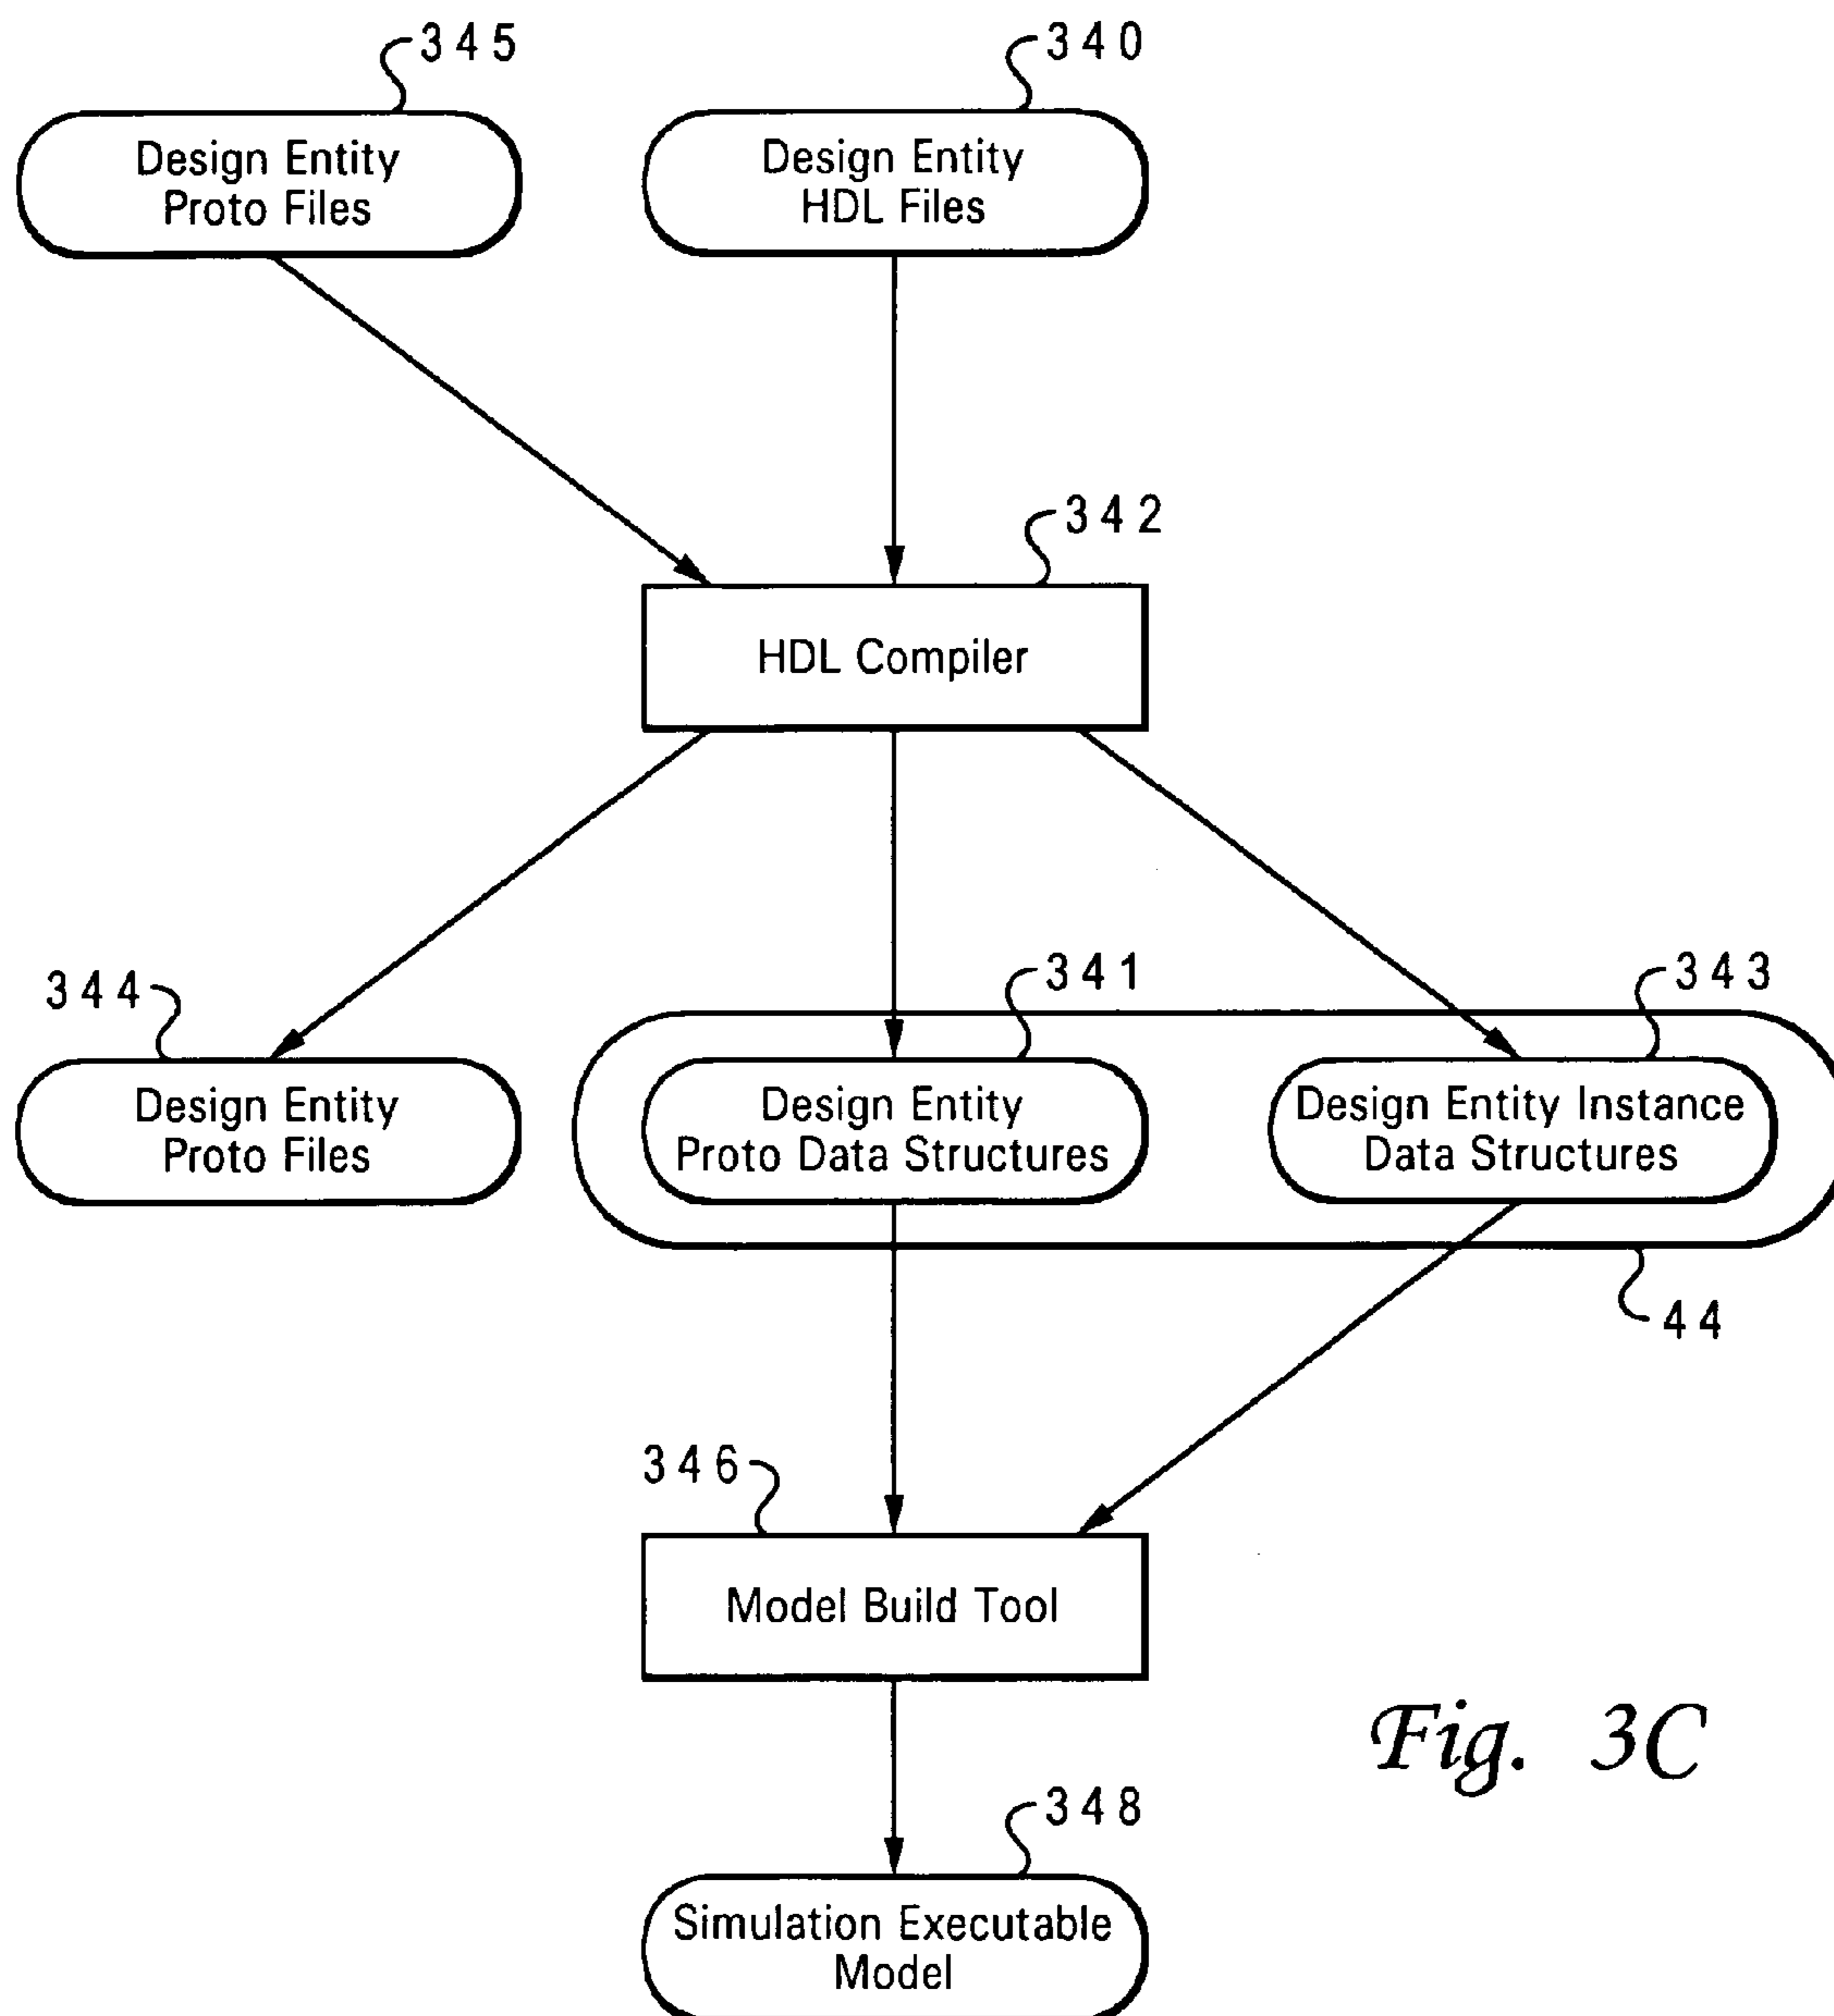 345
340
Design Entity
Proto Files
Design Entity
HDL Files
342
HDL Compiler
344
341
343
Design Entity
Proto Files
Design Entity
Proto Data Structures
Design Entity Instance
Data Structures
44
346
Model Build Tool
Fig. 3C
348
Simulation Executable
Model